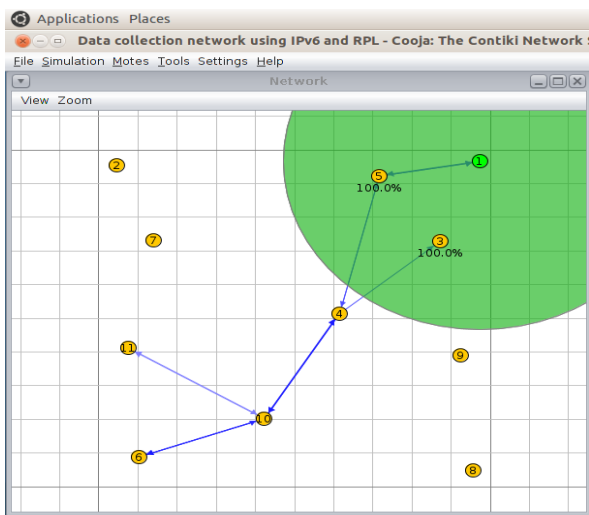 Applications Places
Data collection network using IPv6 and RPL - Cooja: The Contiki Network
File Simulation Motes Tools Settings Help
Network
View Zoom
1
2
5
100.0%
7
3
100.0%
4
11
9
10
6
8